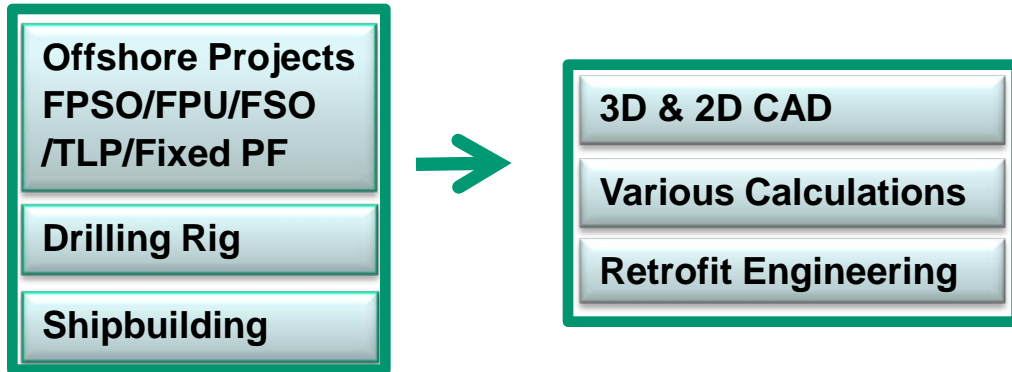 Offshore Projects
FPSO/FPU/FSO
/TLP/Fixed PF
Drilling Rig
Shipbuilding
3D & 2D CAD
Various Calculations
Retrofit Engineering